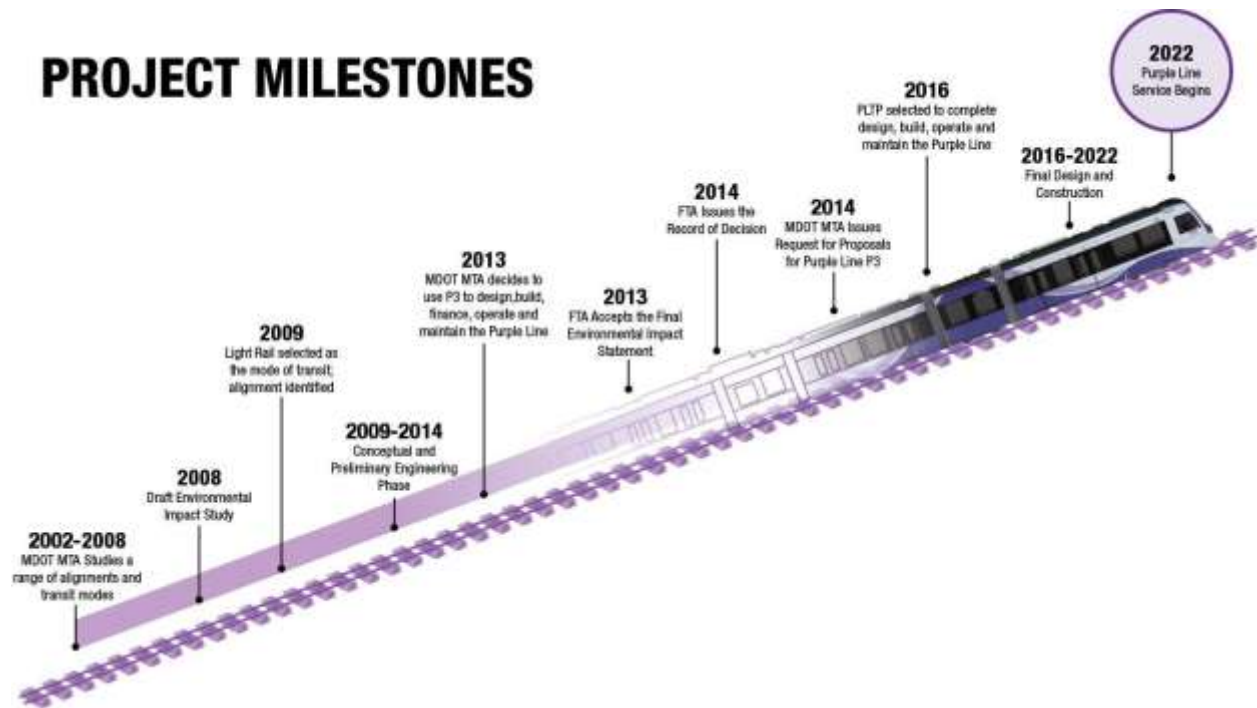 PROJECT MILESTONES
2002-2008
MDOT MTA Studies a
range of alignments and
transit modes
2008
Draft Environmental
Impact Study
2009
Light Rail selected as
the mode of transit;
alignment identified
2009-2014
Conceptual and
Preliminary Engineering
Phase
2013
MDOT MTA decides to
use P3 to design,build,
finance, operate and
maintain the Purple Line
2013
FTA Accepts the Final
Environmental Impact
Statement
2014
FTA Issues the
Record of Decision
2014
MDOT MTA Issues
Request for Proposals
for Purple Line P3
2016
PLTP selected to complete
design, build, operate and
maintain the Purple Line
2016-2022
Final Design and
Construction
2022
Purple Line
Service Begins